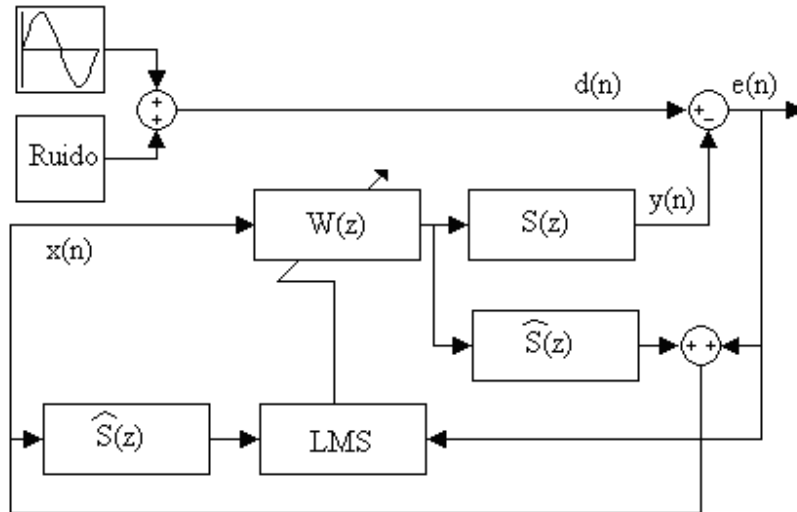 +
+
d(n)
+
-
e(n)
Ruido
W(z)
S(z)
y(n)
x(n)
Ŝ(z)
+ +
Ŝ(z)
LMS